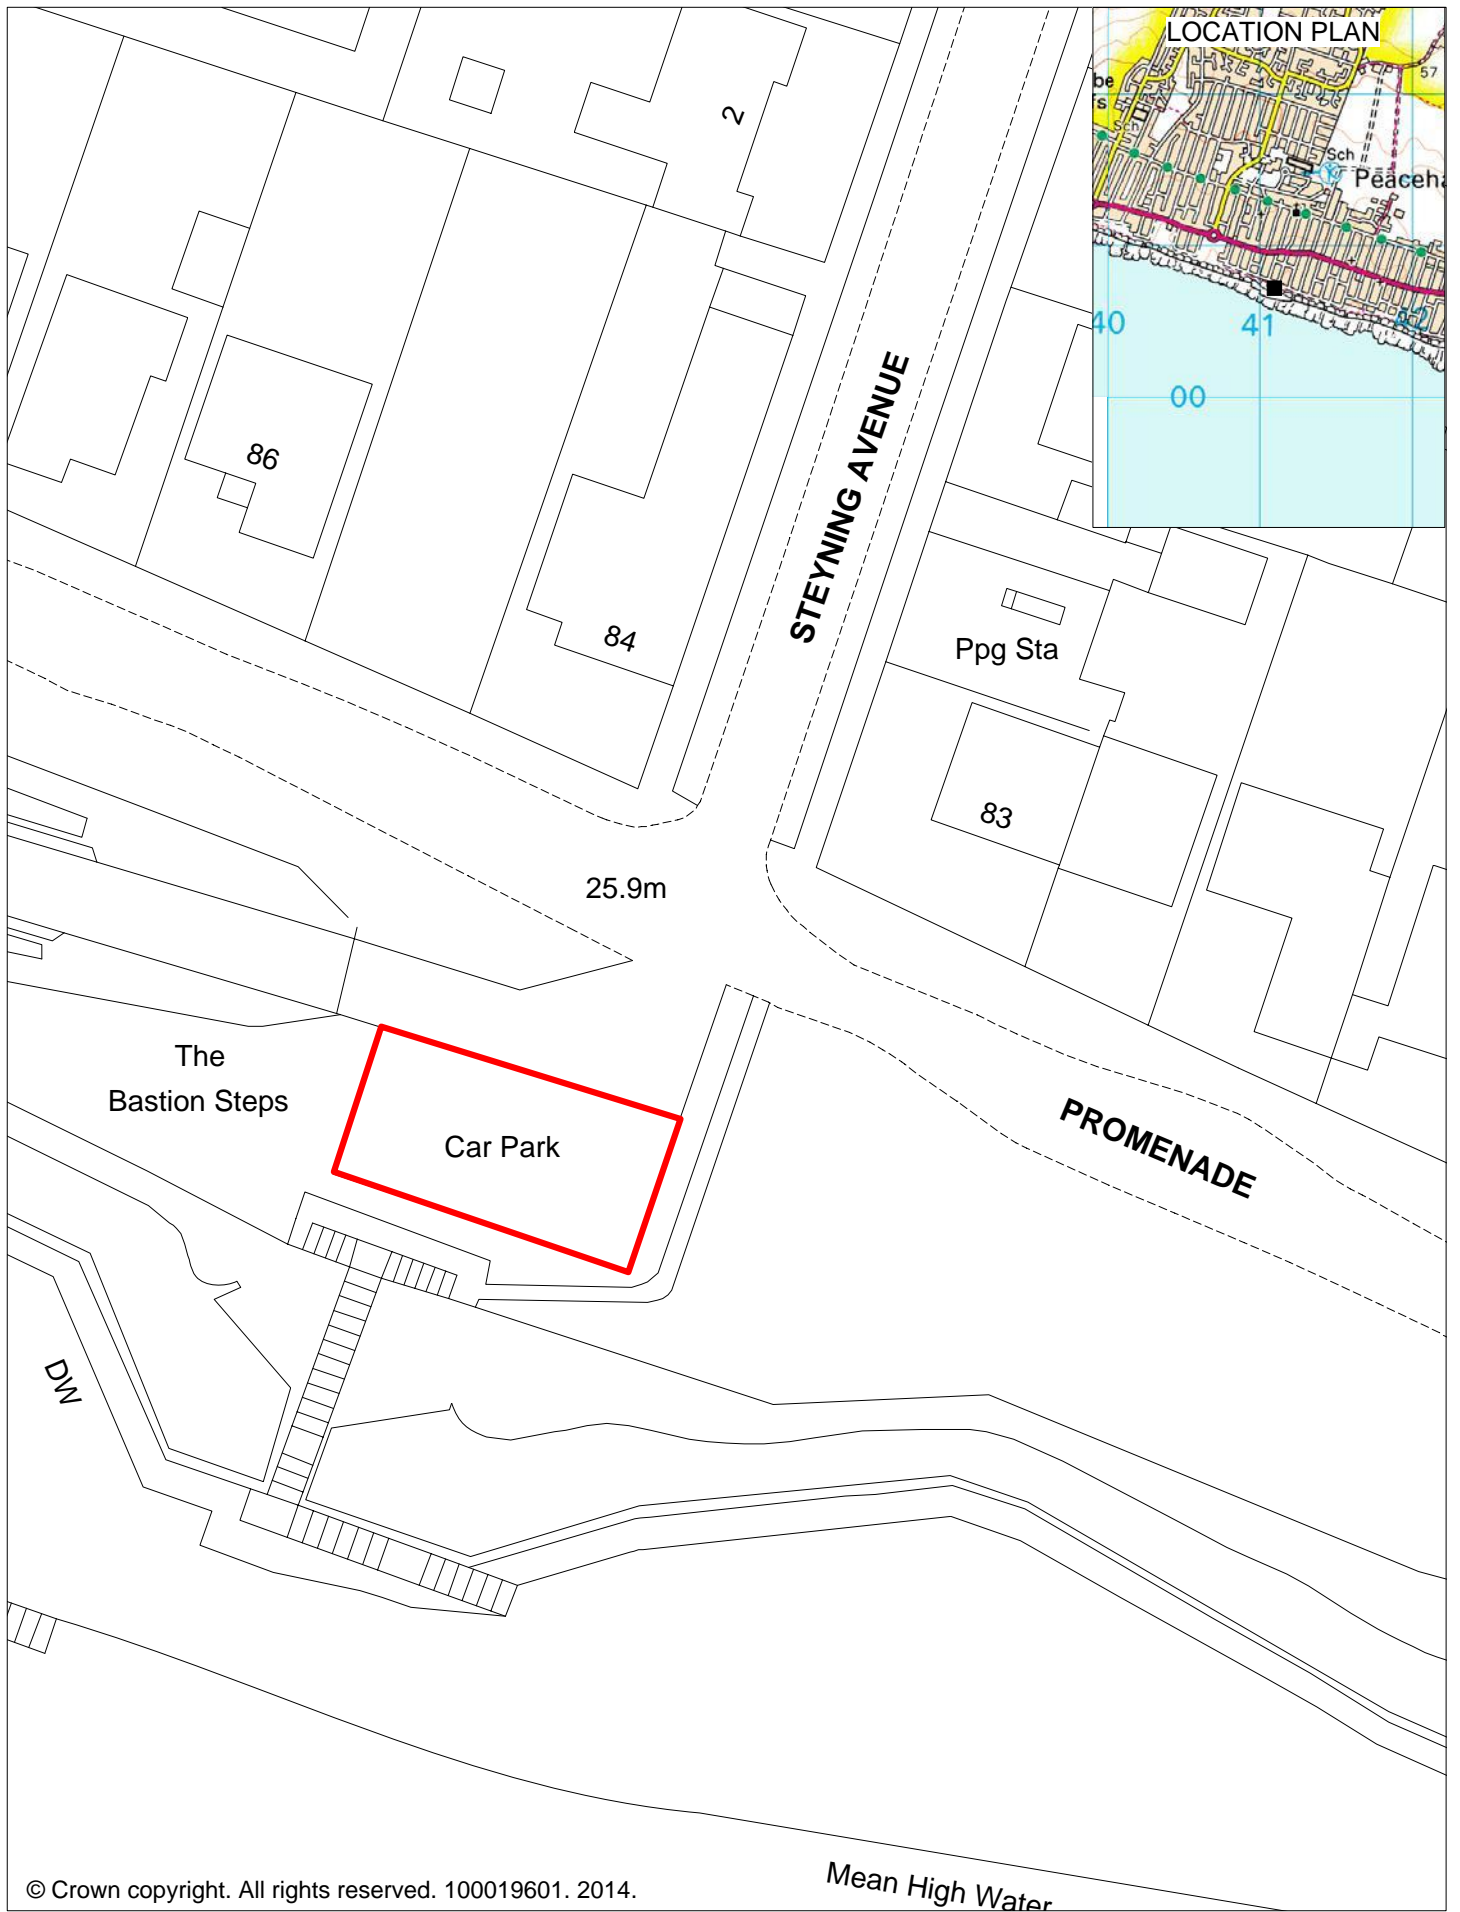 LOCATION PLAN
57
Sch
Sch
40
41
42
00
2
86
84
STEYNING AVENUE
Ppg Sta
83
25.9m
The
Bastion Steps
Car Park
PROMENADE
DW
Mean High Water
© Crown copyright. All rights reserved. 100019601. 2014.